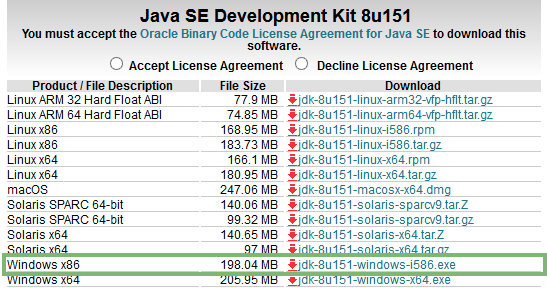 Java SE Development Kit 8u151
You must accept the Oracle Binary Code License Agreement for Java SE to download this
software.
Accept License Agreement Decline License Agreement
Product / File Description File Size Download
Linux ARM 32 Hard Float ABI 77.9 MB jdk-8u151-linux-arm32-vfp-hflt.tar.gz
Linux ARM 64 Hard Float ABI 74.85 MB jdk-8u151-linux-arm64-vfp-hflt.tar.gz
Linux x86 168.95 MB jdk-8u151-linux-i586.rpm
Linux x86 183.73 MB jdk-8u151-linux-i586.tar.gz
Linux x64 166.1 MB jdk-8u151-linux-x64.rpm
Linux x64 180.95 MB jdk-8u151-linux-x64.tar.gz
macOS 247.06 MB jdk-8u151-macosx-x64.dmg
Solaris SPARC 64-bit 140.06 MB jdk-8u151-solaris-sparcv9.tar.Z
Solaris SPARC 64-bit 99.32 MB jdk-8u151-solaris-sparcv9.tar.gz
Solaris x64 140.65 MB jdk-8u151-solaris-x64.tar.Z
Solaris x64 97 MB jdk-8u151-solaris-x64.tar.gz
Windows x86 198.04 MB jdk-8u151-windows-i586.exe
Windows x64 205.95 MB jdk-8u151-windows-x64.exe